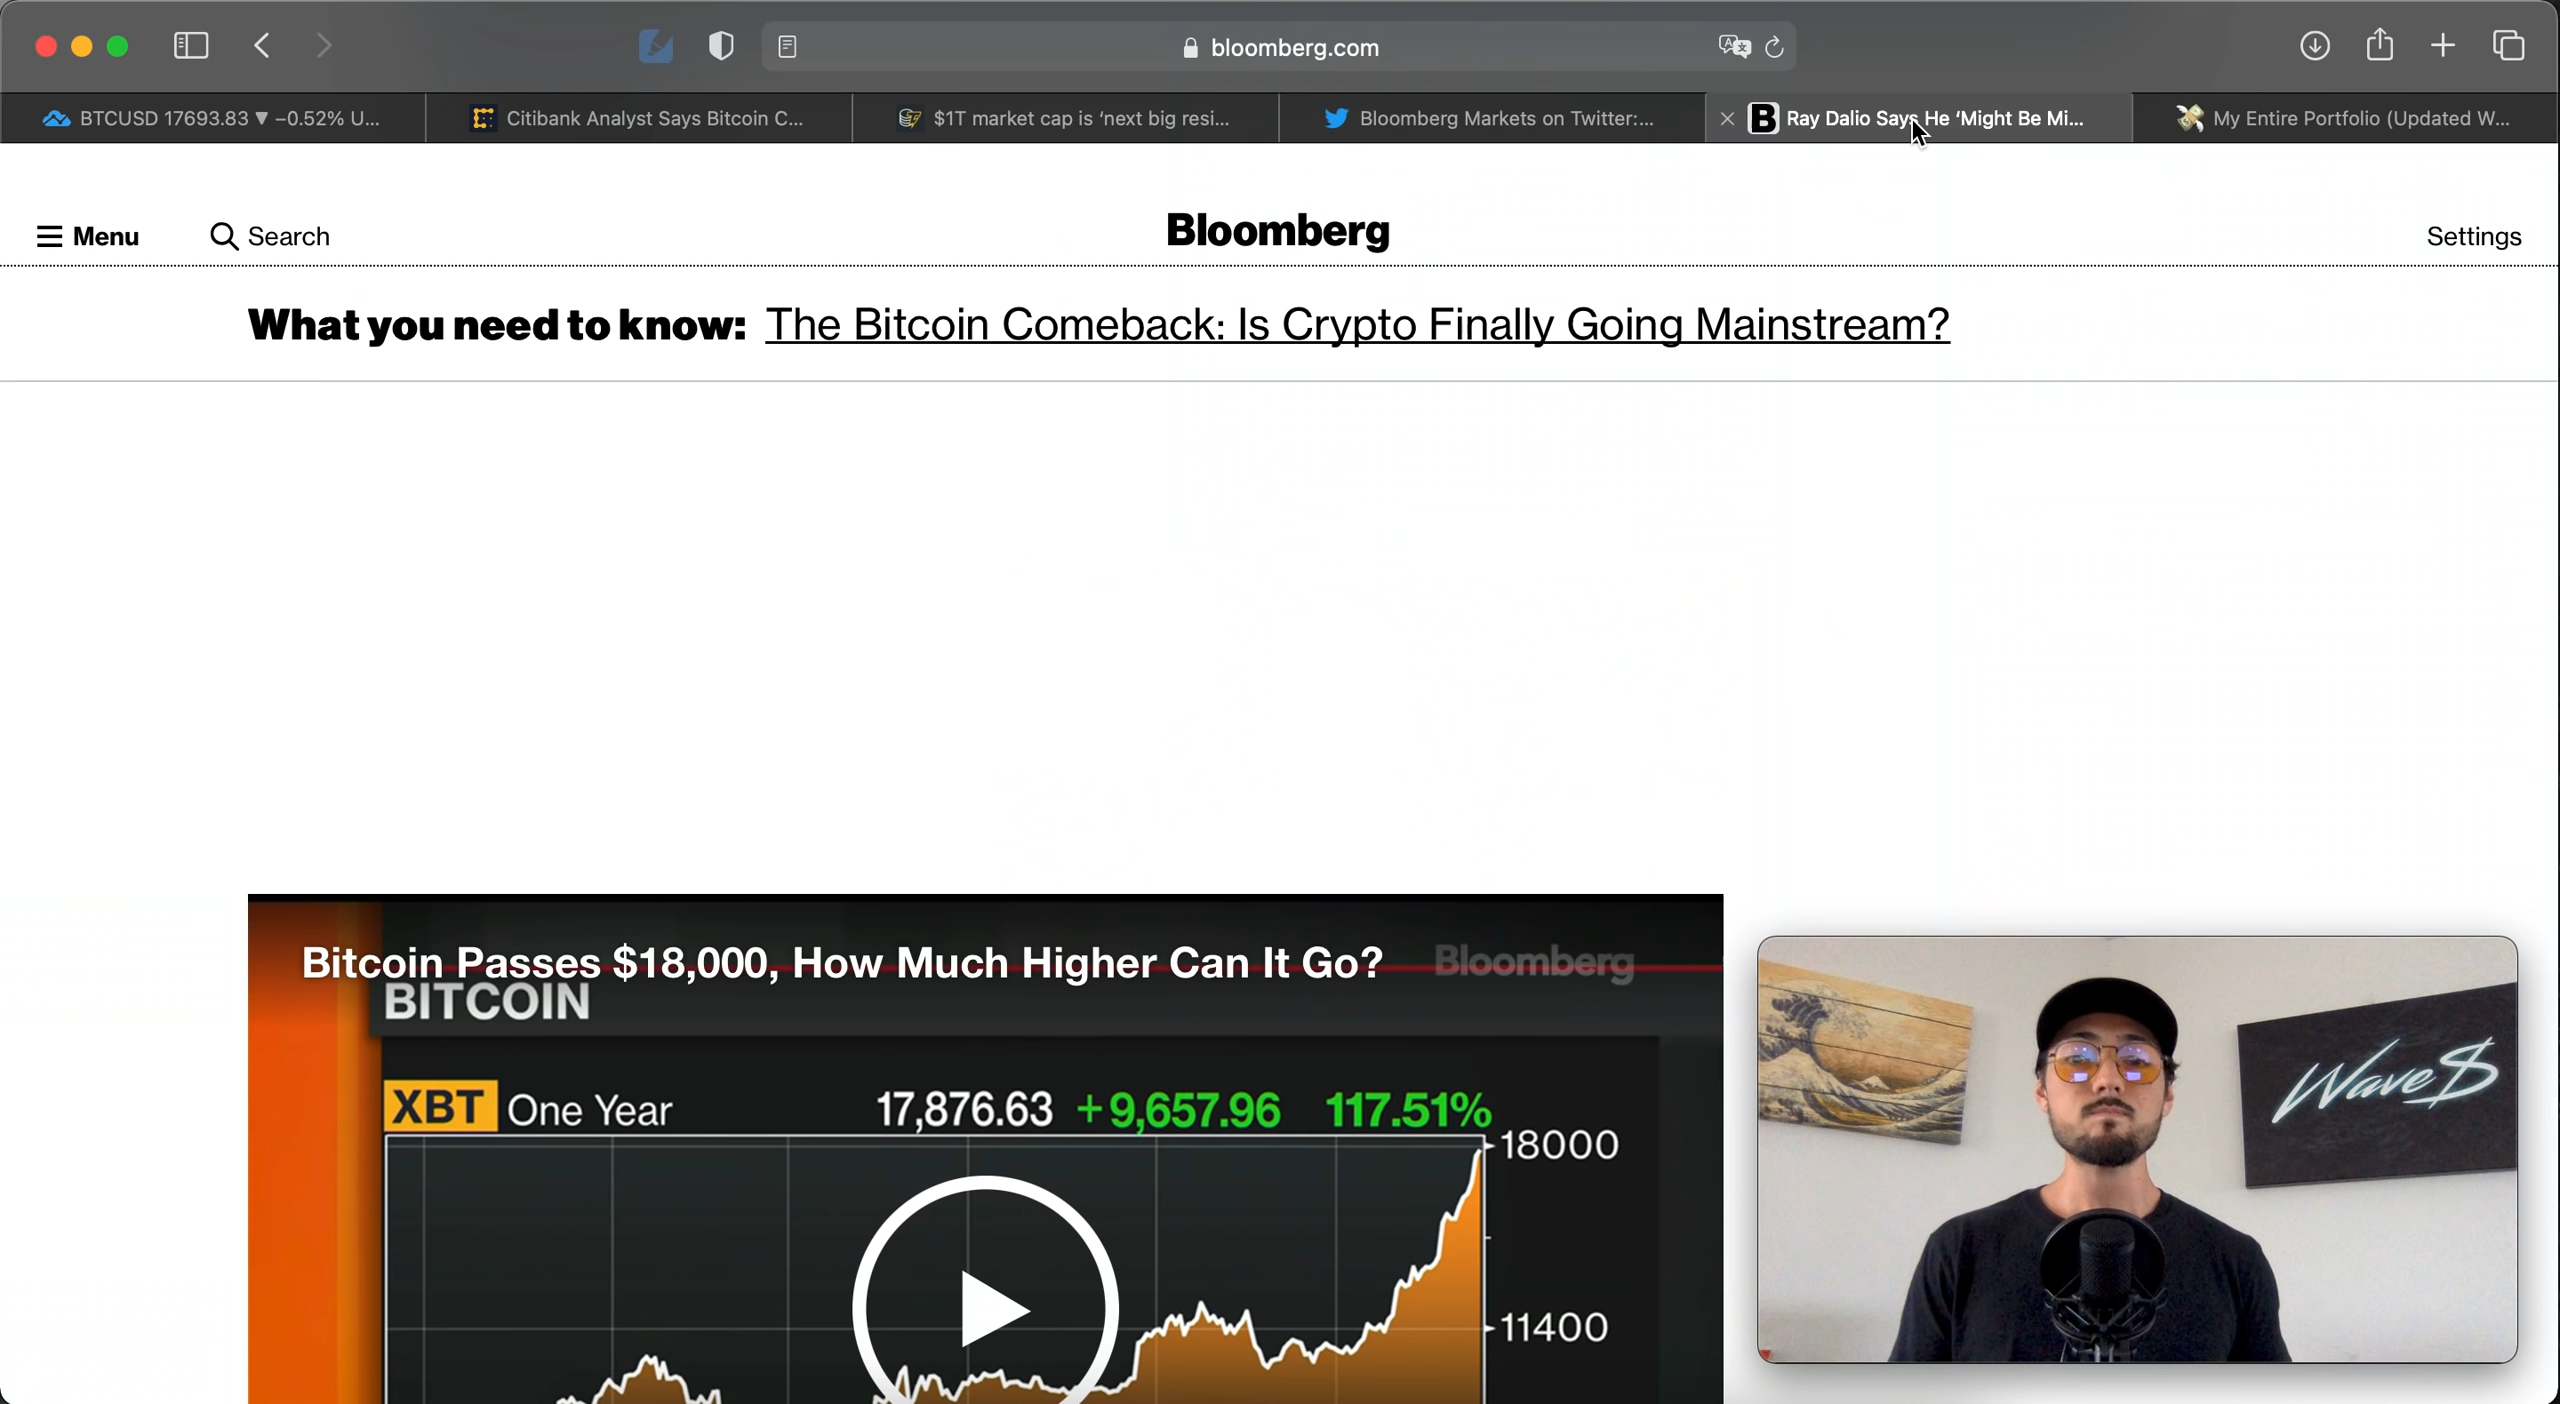 bloomberg.com
BTCUSD 17693.83 ▼ −0.52% U...
Citibank Analyst Says Bitcoin C...
$1T market cap is ‘next big resi...
Bloomberg Markets on Twitter:...
Ray Dalio Says He ‘Might Be Mi...
My Entire Portfolio (Updated W...
Menu
Search
Bloomberg
Settings
What you need to know: The Bitcoin Comeback: Is Crypto Finally Going Mainstream?
Bitcoin Passes $18,000, How Much Higher Can It Go?
Bloomberg
BITCOIN
XBT One Year 17,876.63 +9,657.96 117.51%
18000
11400
Wave$